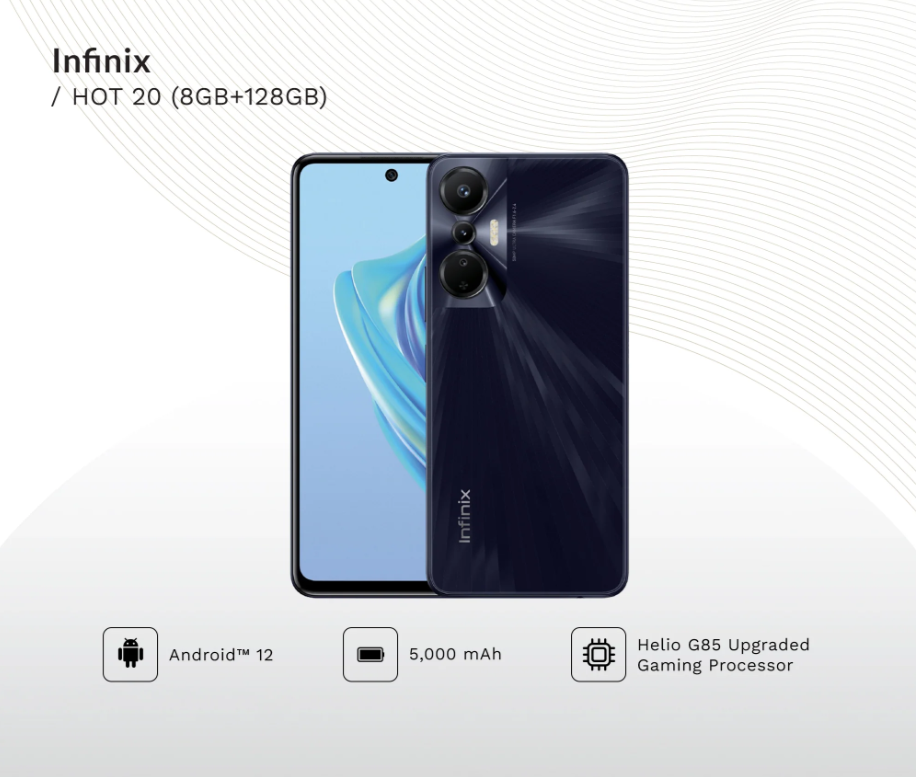 Infinix
/ HOT 20 (8GB+128GB)
Infinix
Android™ 12
5,000 mAh
Helio G85 Upgraded
Gaming Processor